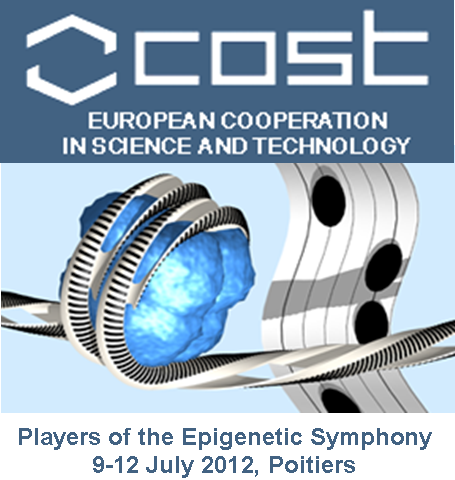 cost
EUROPEAN COOPERATION
IN SCIENCE AND TECHNOLOGY
Players of the Epigenetic Symphony
9-12 July 2012, Poitiers